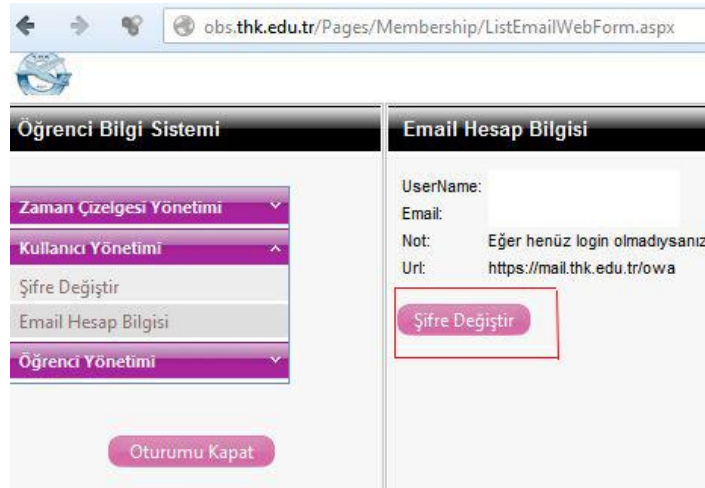 obs.thk.edu.tr/Pages/Membership/ListEmailWebForm.aspx
Öğrenci Bilgi Sistemi
Zaman Çizelgesi Yönetimi
Kullanıcı Yönetimi
Şifre Değiştir
Email Hesap Bilgisi
Öğrenci Yönetimi
Oturumu Kapat
Email Hesap Bilgisi
UserName:
Email:
Not: Eğer henüz login olmadıysanız
Url: https://mail.thk.edu.tr/owa
Şifre Değiştir